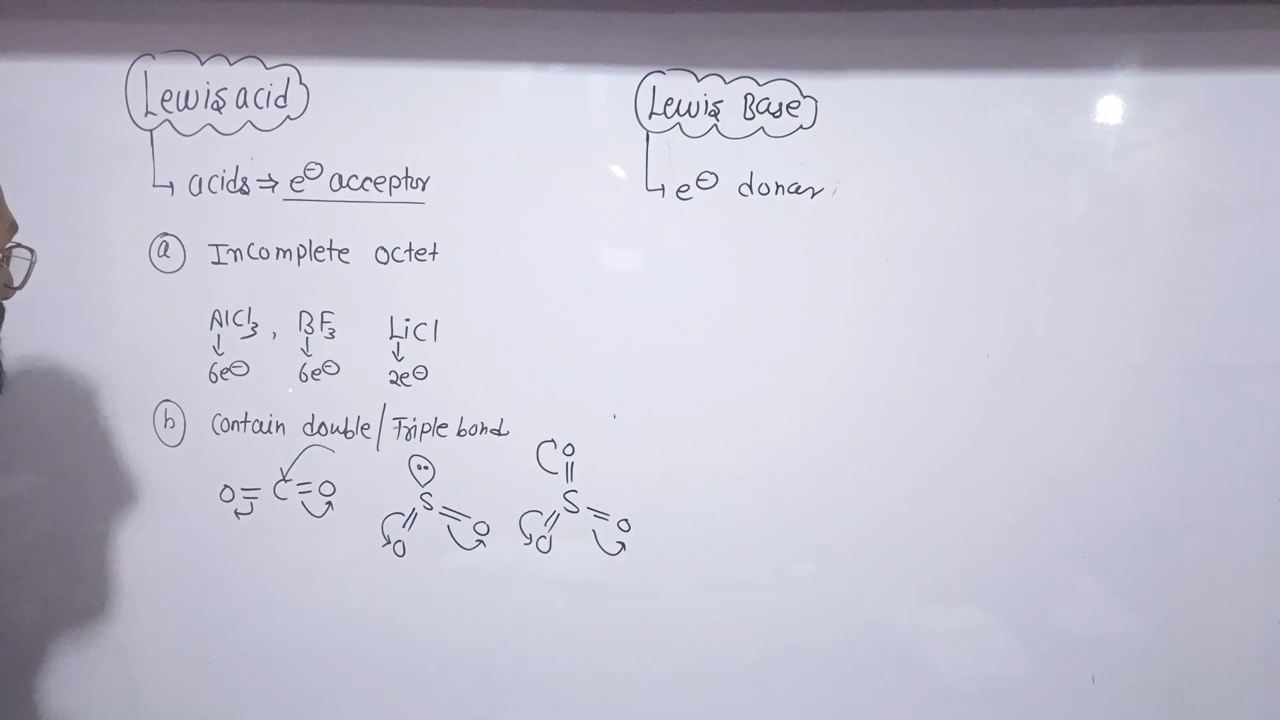 Lewis acid
↳ acids ⇒ e⊖ acceptor
ⓐ Incomplete octet
AlCl3, BF3 LiCl
↓ ↓ ↓
6e⊖ 6e⊖ 2e⊖
ⓑ Contain double/Triple bond
O=C=O
S
O O
O
S
O O
Lewis Base
↳ e⊖ donar